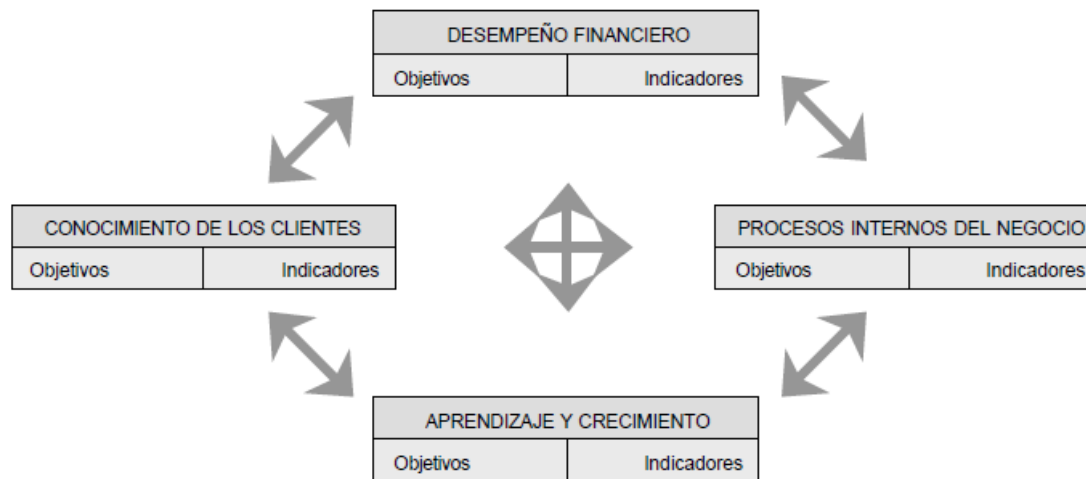 DESEMPEÑO FINANCIERO
Objetivos Indicadores
CONOCIMIENTO DE LOS CLIENTES
Objetivos Indicadores
PROCESOS INTERNOS DEL NEGOCIO
Objetivos Indicadores
APRENDIZAJE Y CRECIMIENTO
Objetivos Indicadores